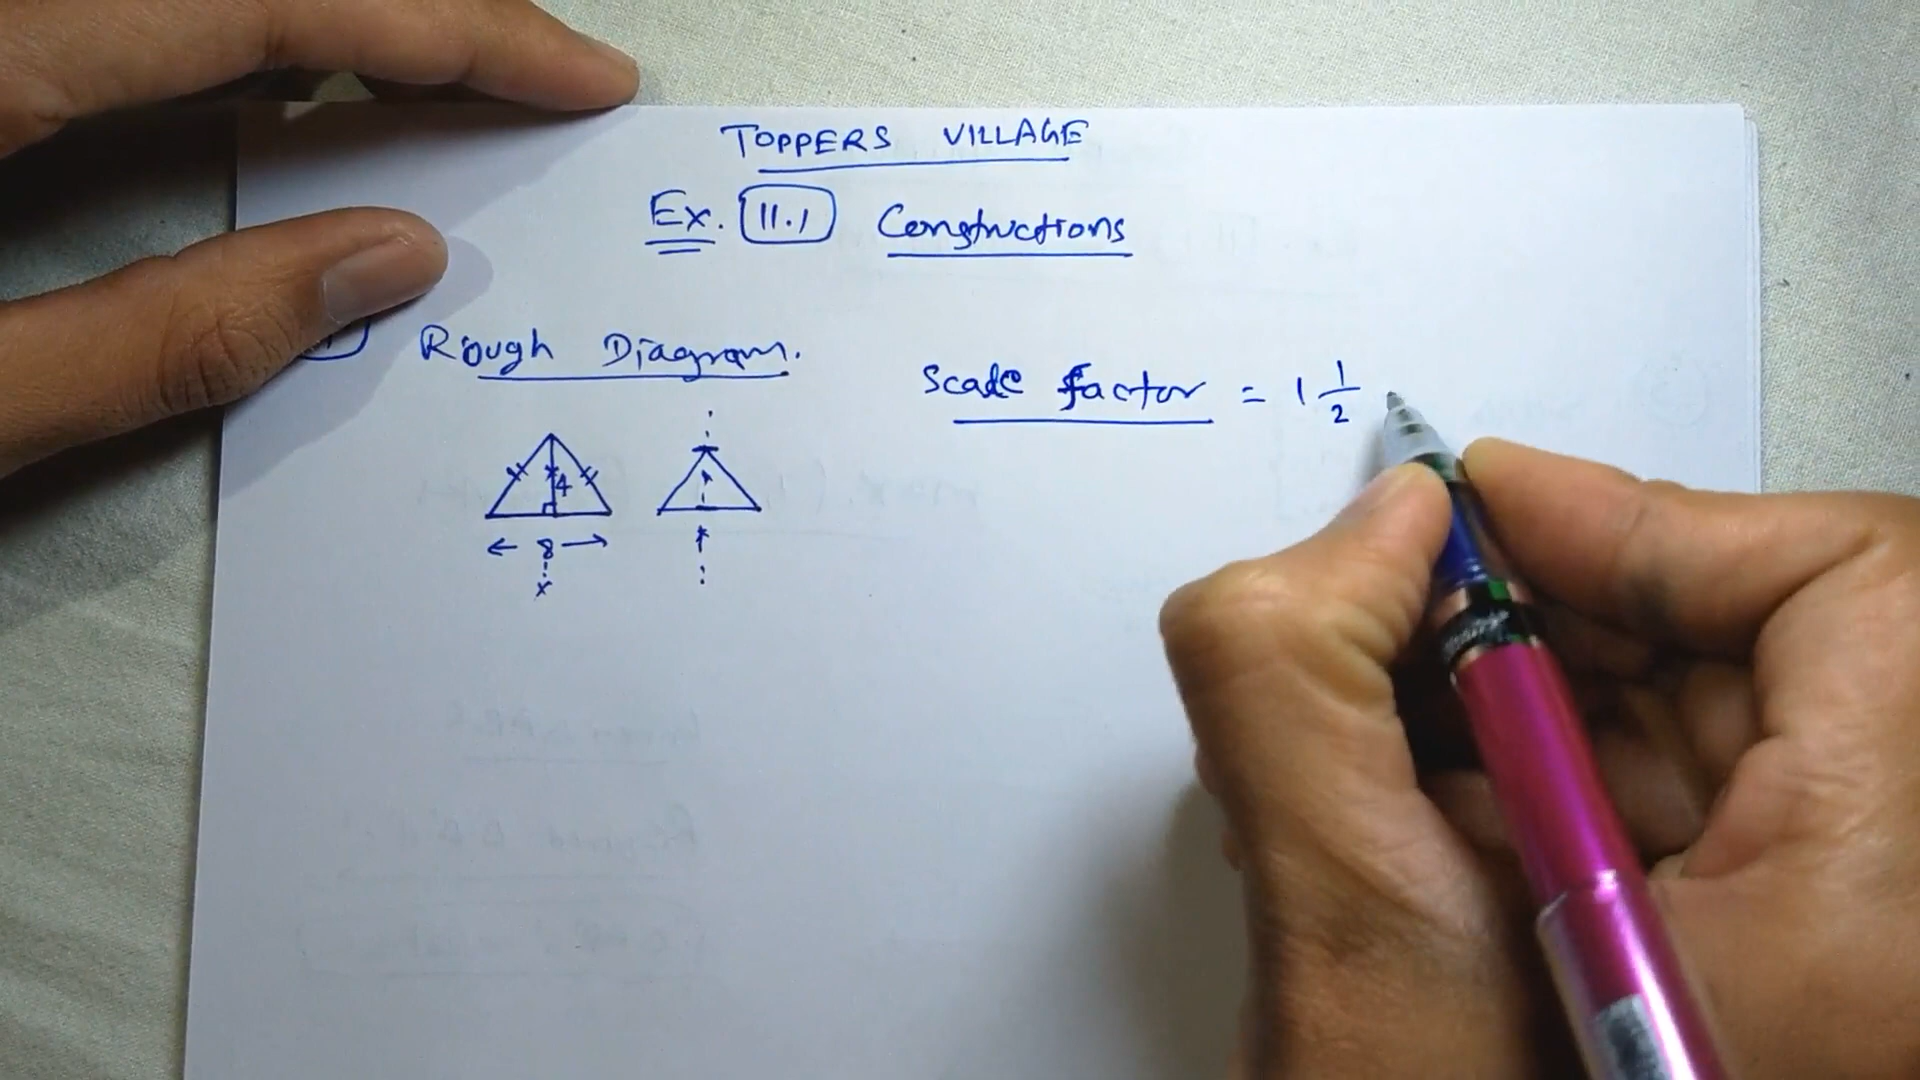 TOPPERS VILLAGE
Ex. 11.1 Constructions
Rough Diagram.
Scale factor = 1 1/2
4
← 8 →
x